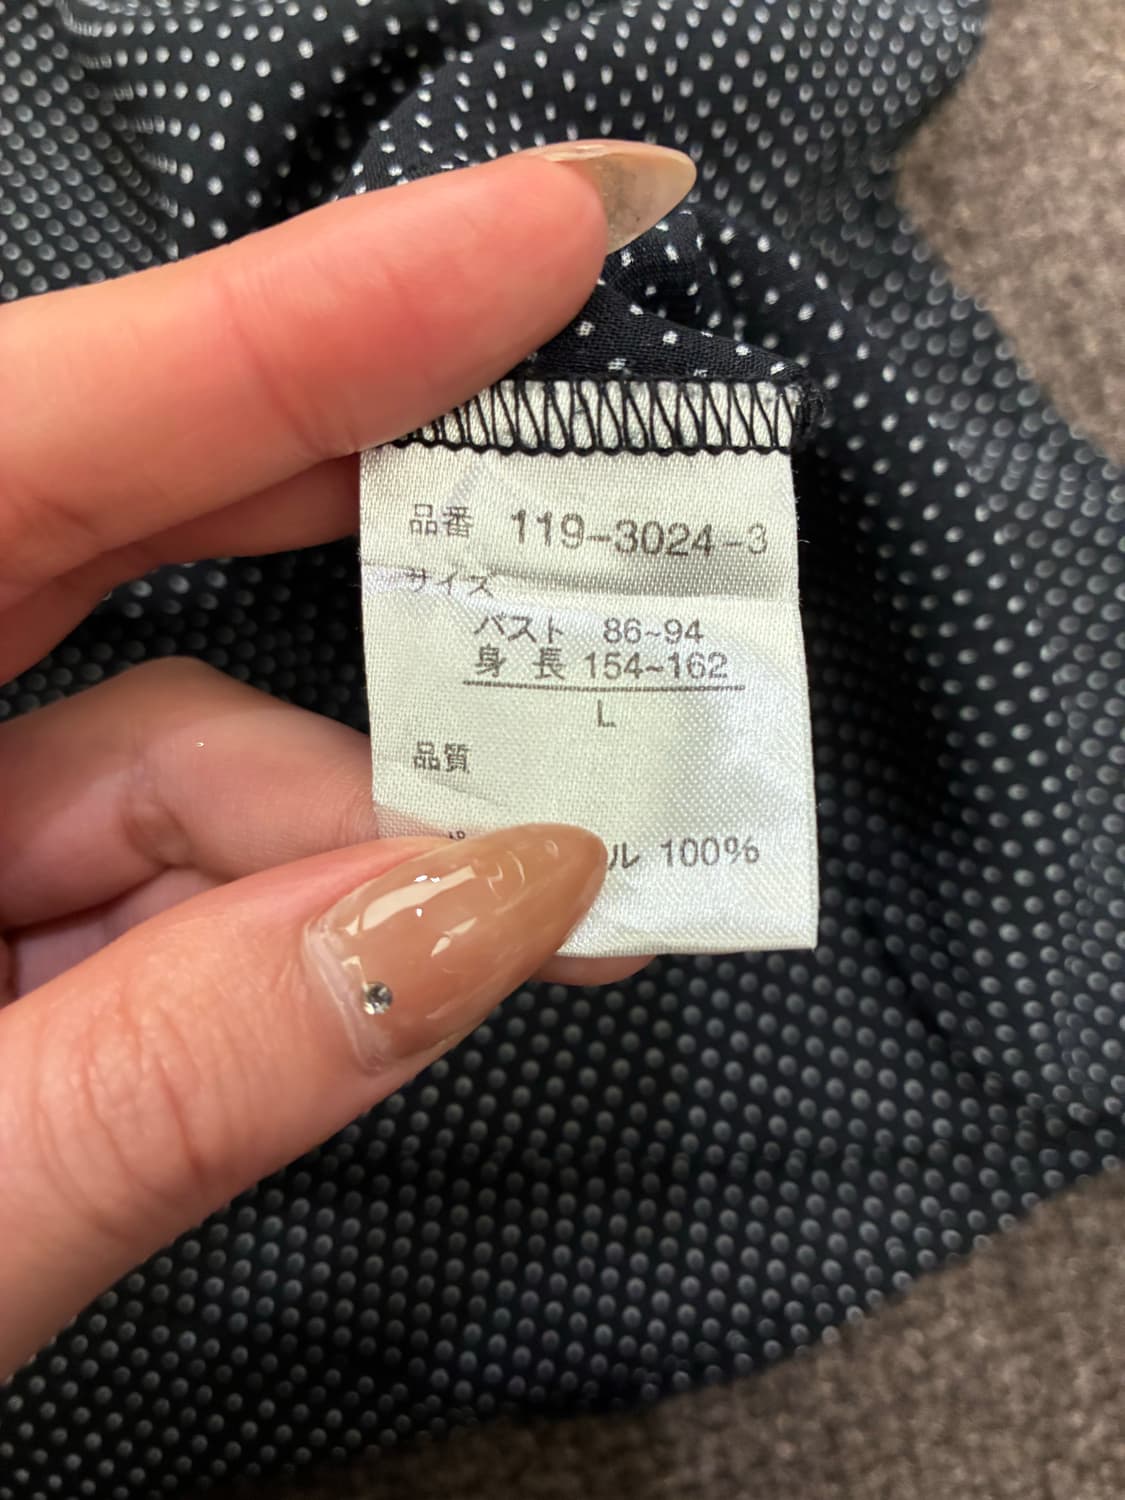 品番 119-3024-3
サイズ
バスト 86~94
身長 154~162
L
品質
ル 100%